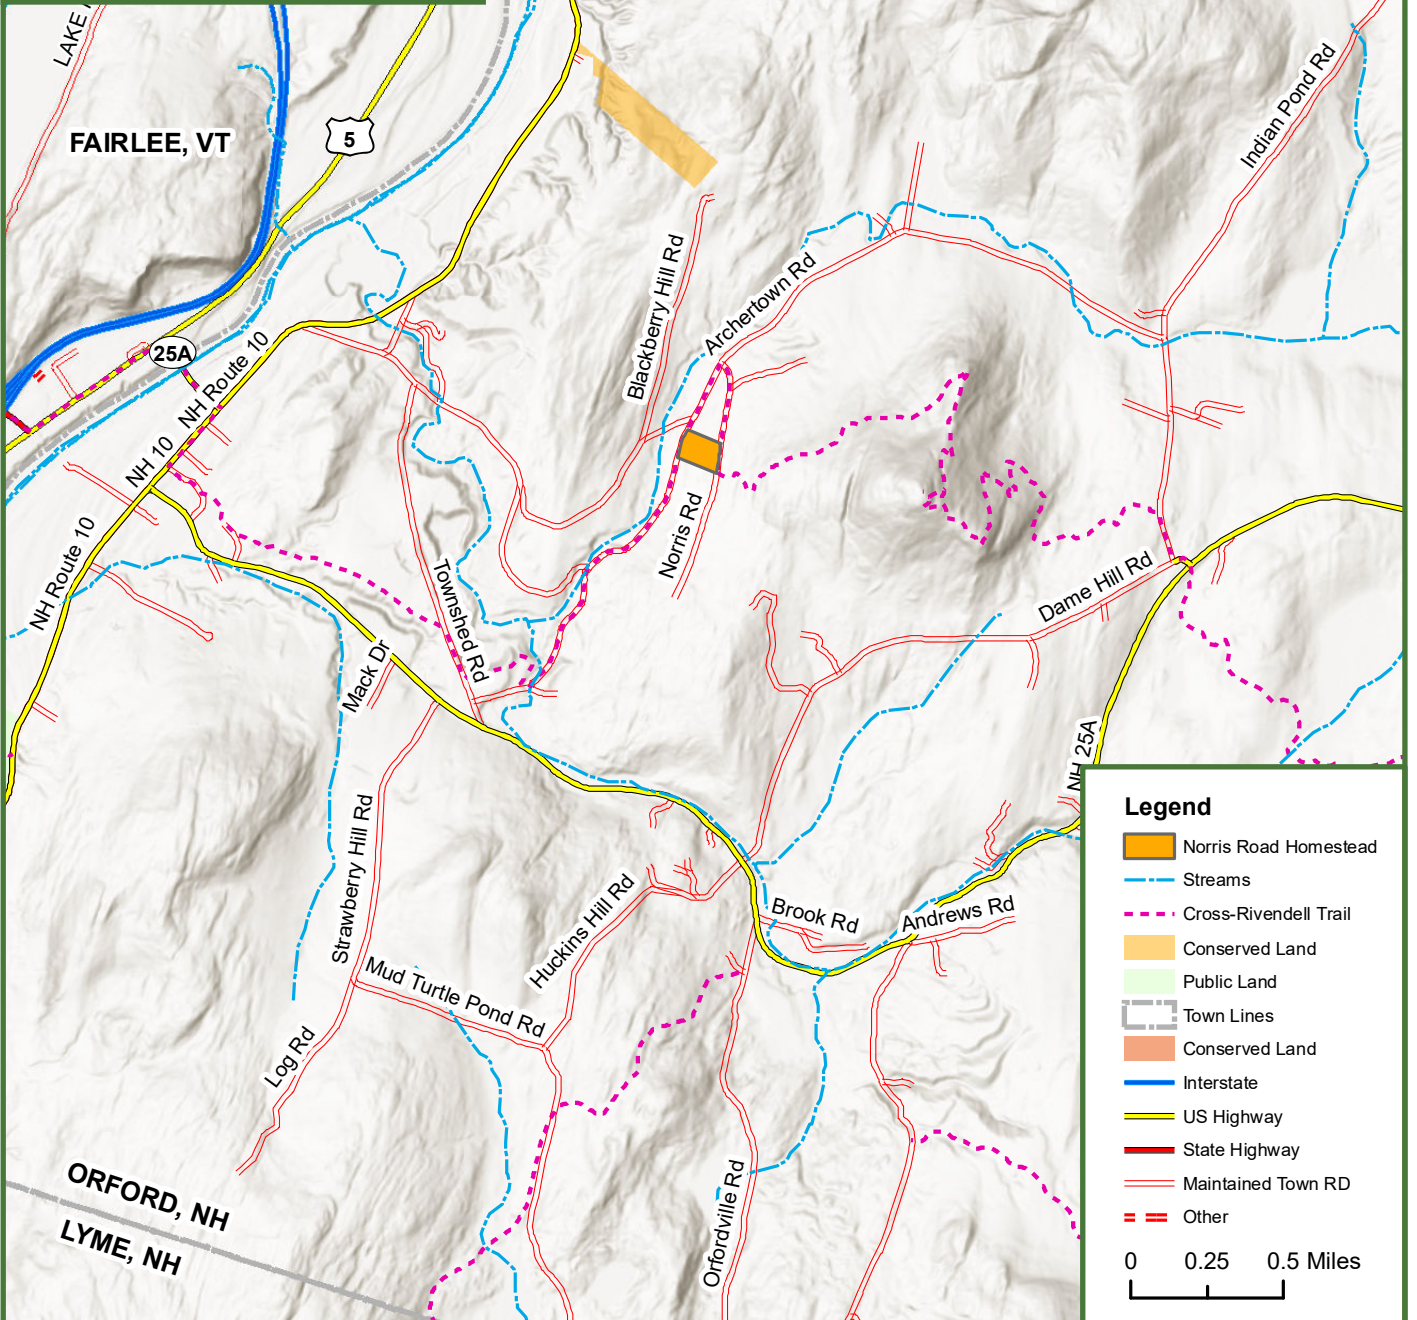 LAKE
FAIRLEE, VT
5
Indian Pond Rd
Blackberry Hill Rd
Archertown Rd
25A
NH Route 10
NH 10
NH Route 10
Norris Rd
Townshed Rd
Dame Hill Rd
Mack Dr
NH 25A
Strawberry Hill Rd
Huckins Hill Rd
Brook Rd
Andrews Rd
Mud Turtle Pond Rd
Log Rd
Orfordville Rd
ORFORD, NH
LYME, NH
Legend
Norris Road Homestead
Streams
Cross-Rivendell Trail
Conserved Land
Public Land
Town Lines
Conserved Land
Interstate
US Highway
State Highway
Maintained Town RD
Other
0 0.25 0.5 Miles